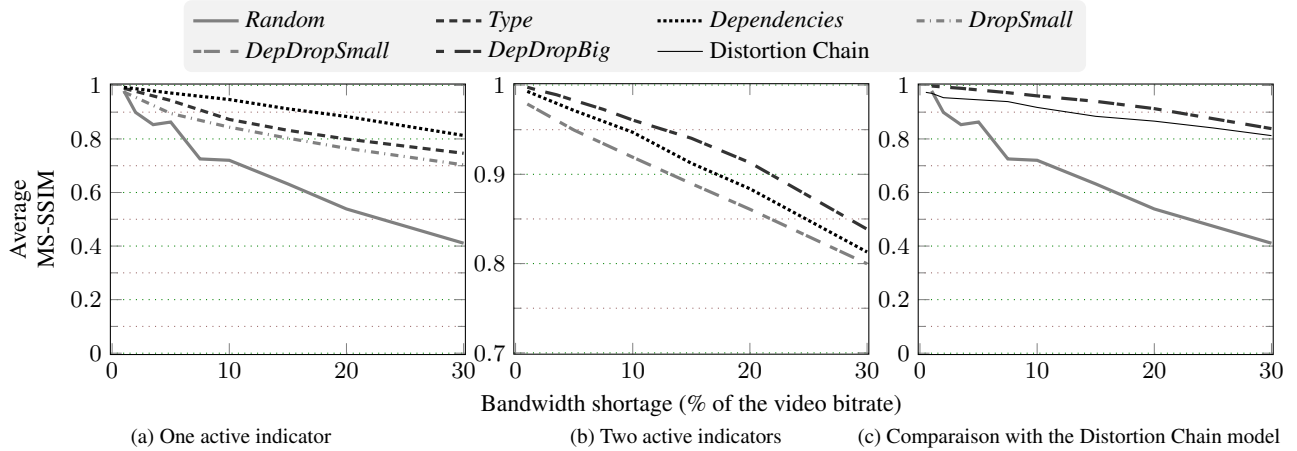 Random Type Dependencies DropSmall
DepDropSmall DepDropBig Distortion Chain
Average
MS-SSIM
1
0.8
0.6
0.4
0.2
0
0 10 20 30
1
0.9
0.8
0.7
0 10 20 30
1
0.8
0.6
0.4
0.2
0
0 10 20 30
Bandwidth shortage (% of the video bitrate)
(a) One active indicator
(b) Two active indicators
(c) Comparaison with the Distortion Chain model